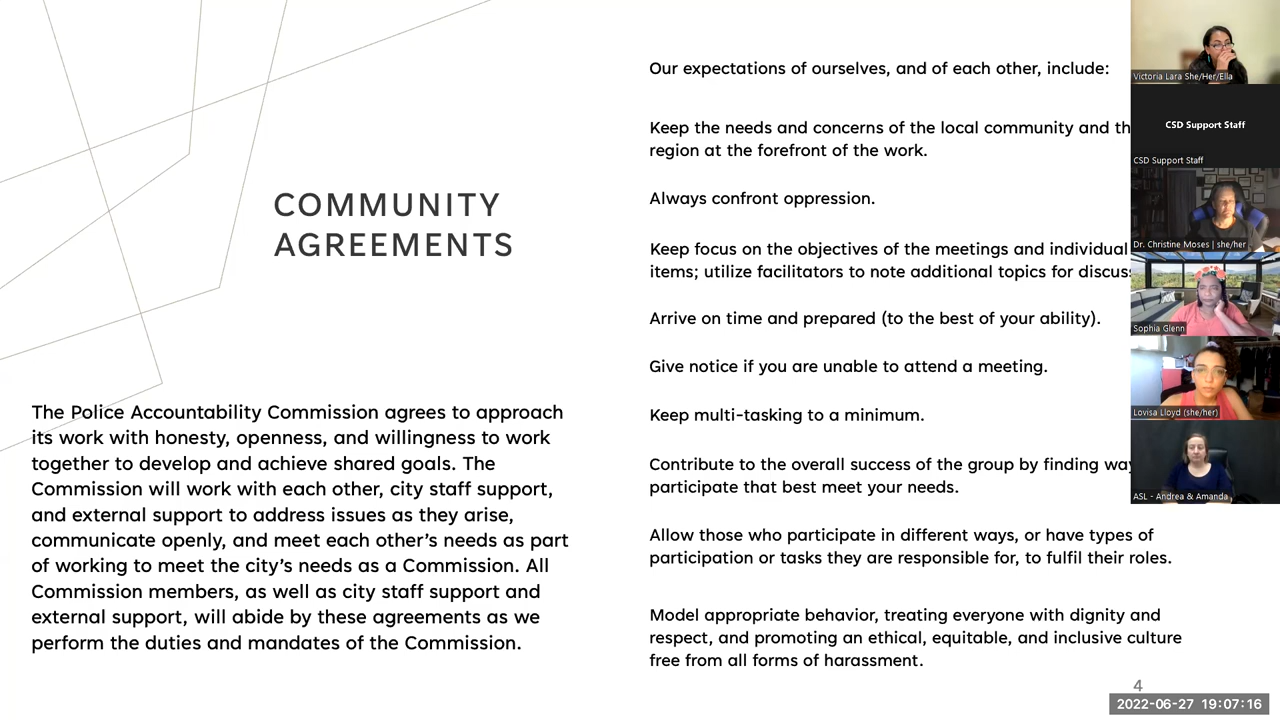 COMMUNITY
AGREEMENTS
The Police Accountability Commission agrees to approach
its work with honesty, openness, and willingness to work
together to develop and achieve shared goals. The
Commission will work with each other, city staff support,
and external support to address issues as they arise,
communicate openly, and meet each other's needs as part
of working to meet the city's needs as a Commission. All
Commission members, as well as city staff support and
external support, will abide by these agreements as we
perform the duties and mandates of the Commission.
Our expectations of ourselves, and of each other, include:
Keep the needs and concerns of the local community and
region at the forefront of the work.
Always confront oppression.
Keep focus on the objectives of the meetings and individual
items; utilize facilitators to note additional topics for
Arrive on time and prepared (to the best of your ability).
Give notice if you are unable to attend a meeting.
Keep multi-tasking to a minimum.
Contribute to the overall success of the group by finding
participate that best meet your needs.
Allow those who participate in different ways, or have types of
participation or tasks they are responsible for, to fulfil their roles.
Model appropriate behavior, treating everyone with dignity and
respect, and promoting an ethical, equitable, and inclusive culture
free from all forms of harassment.
4
Victoria Lara She/Her/Ella
CSD Support Staff
CSD Support Staff
Dr. Christine Moses | she/her
Sophia Glenn
Lovisa Lloyd (she/her)
ASL - Andrea & Amanda
2022-06-27 19:07:16